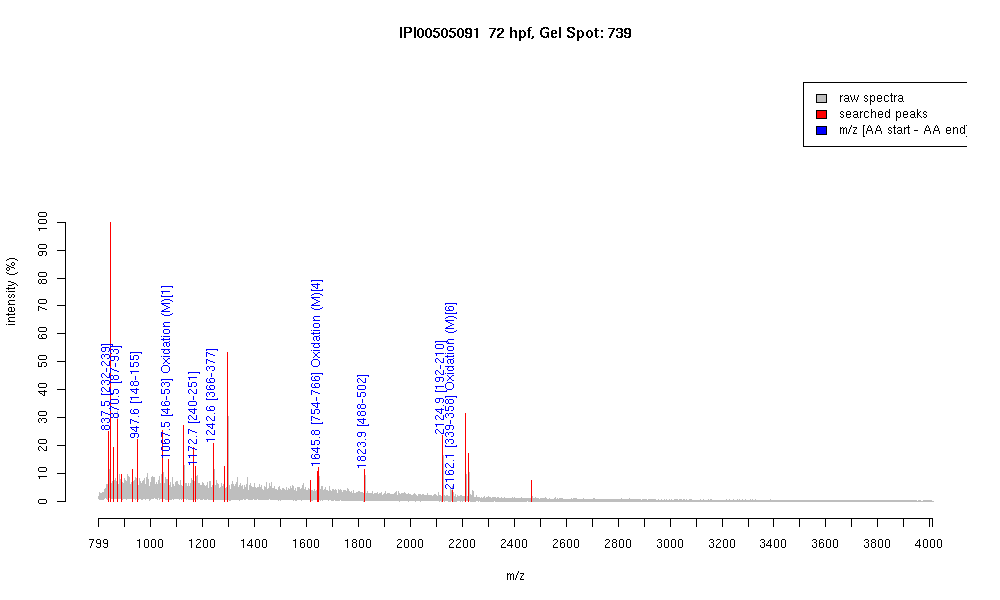 IPI00505091 72 hpf, Gel Spot: 739
raw spectra
searched peaks
m/z [AA start - AA end]
intensity (%)
0
10
20
30
40
50
60
70
80
90
100
837.5 [232-239]
870.5 [87-93]
947.6 [148-155]
1067.5 [46-53] Oxidation (M)[1]
1172.7 [240-251]
1242.6 [366-377]
1645.8 [754-766] Oxidation (M)[4]
1823.9 [488-502]
2124.9 [192-210]
2162.1 [339-358] Oxidation (M)[6]
799 1000 1200 1400 1600 1800 2000 2200 2400 2600 2800 3000 3200 3400 3600 3800 4000
m/z